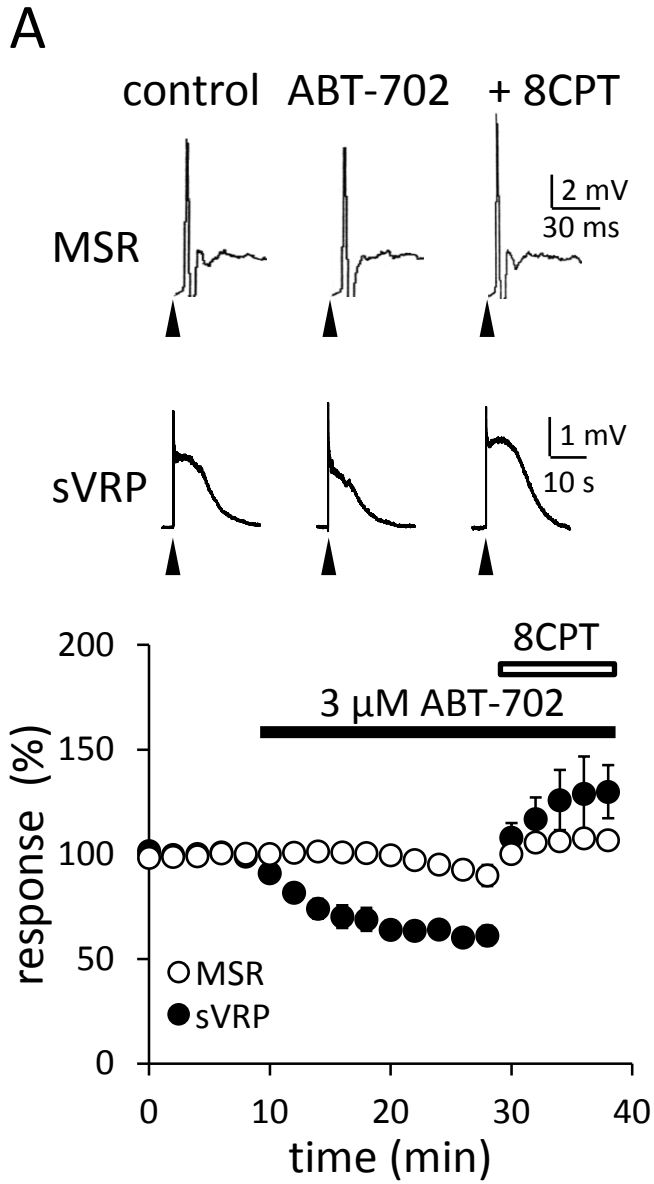 A
control ABT-702 + 8CPT
MSR
2 mV
30 ms
sVRP
1 mV
10 s
8CPT
3 µM ABT-702
response (%)
200
150
100
50
0
MSR
sVRP
0 10 20 30 40
time (min)